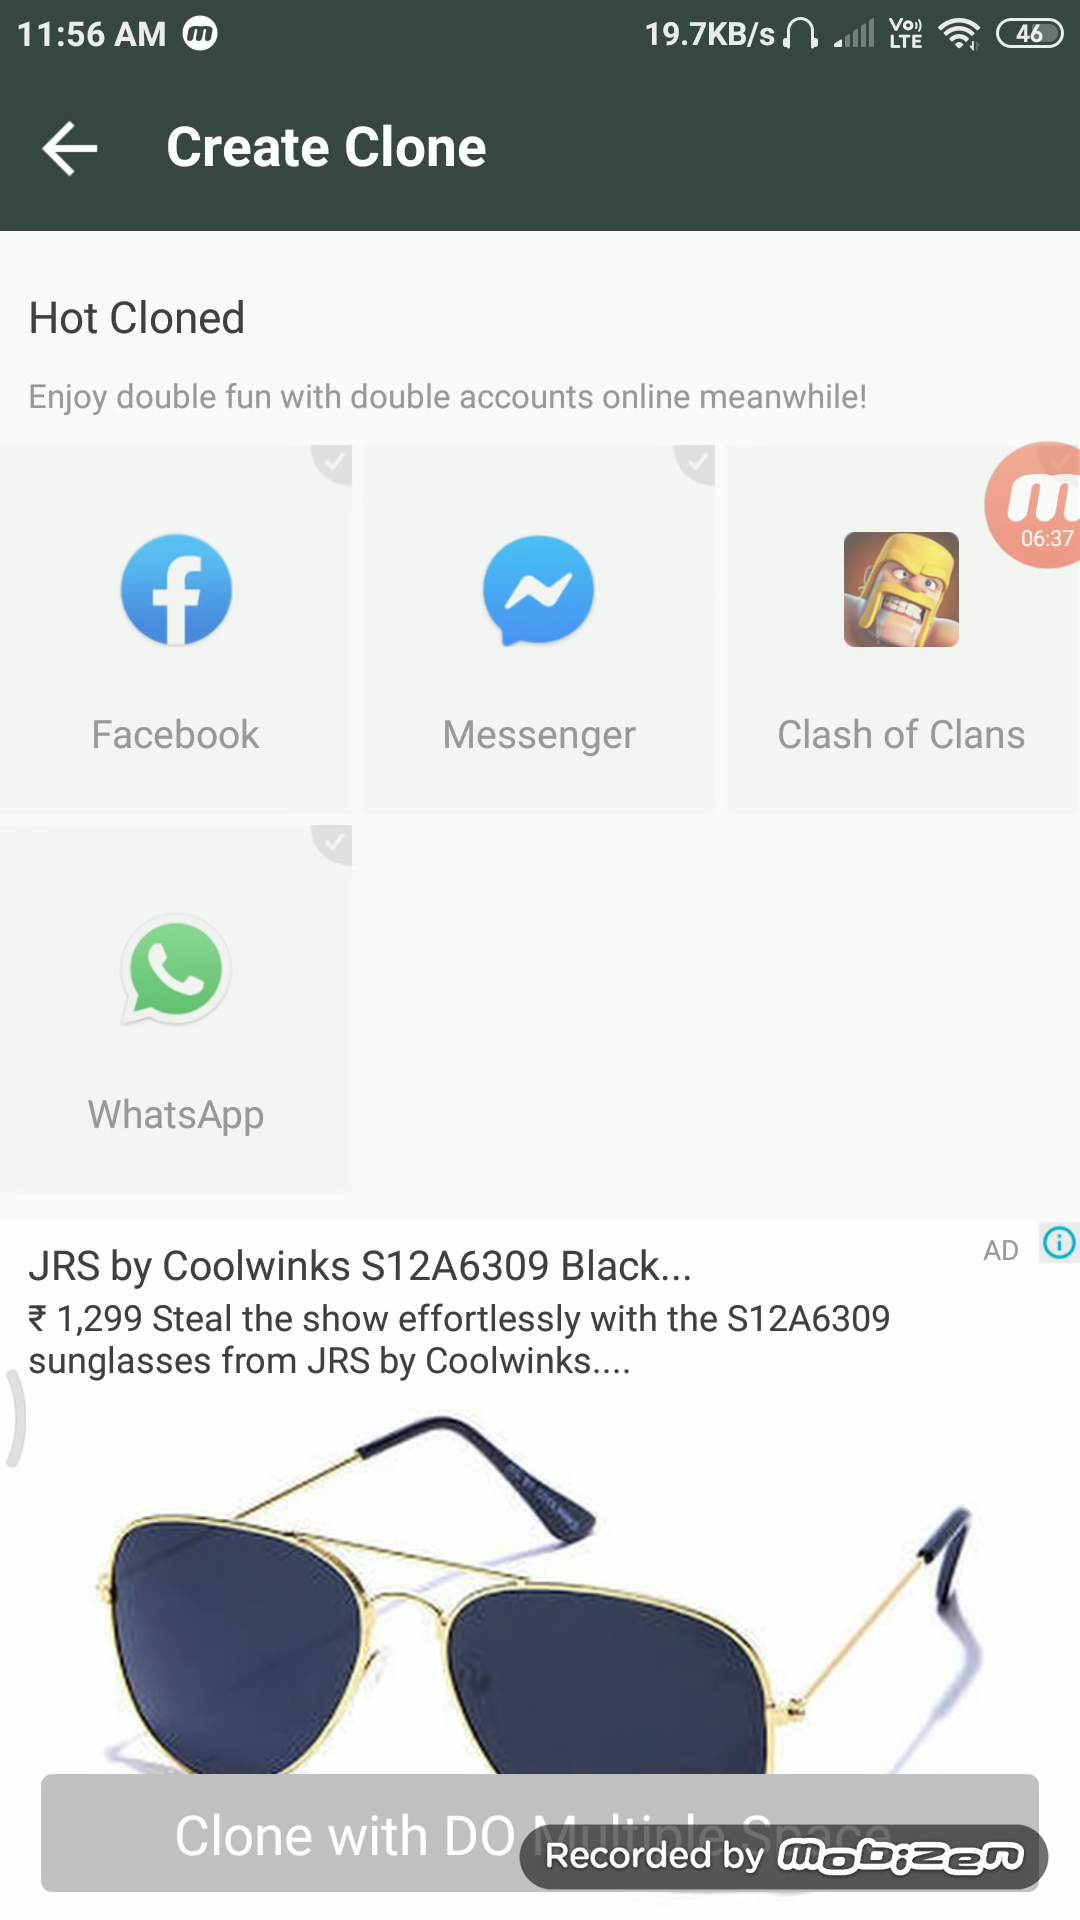 11:56 AM m 19.7KB/s Vo)) LTE 46
Create Clone
Hot Cloned
Enjoy double fun with double accounts online meanwhile!
m
06:37
Facebook
Messenger
Clash of Clans
WhatsApp
AD
JRS by Coolwinks S12A6309 Black...
₹ 1,299 Steal the show effortlessly with the S12A6309
sunglasses from JRS by Coolwinks....
Clone with DO Multiple Space
Recorded by mobizen